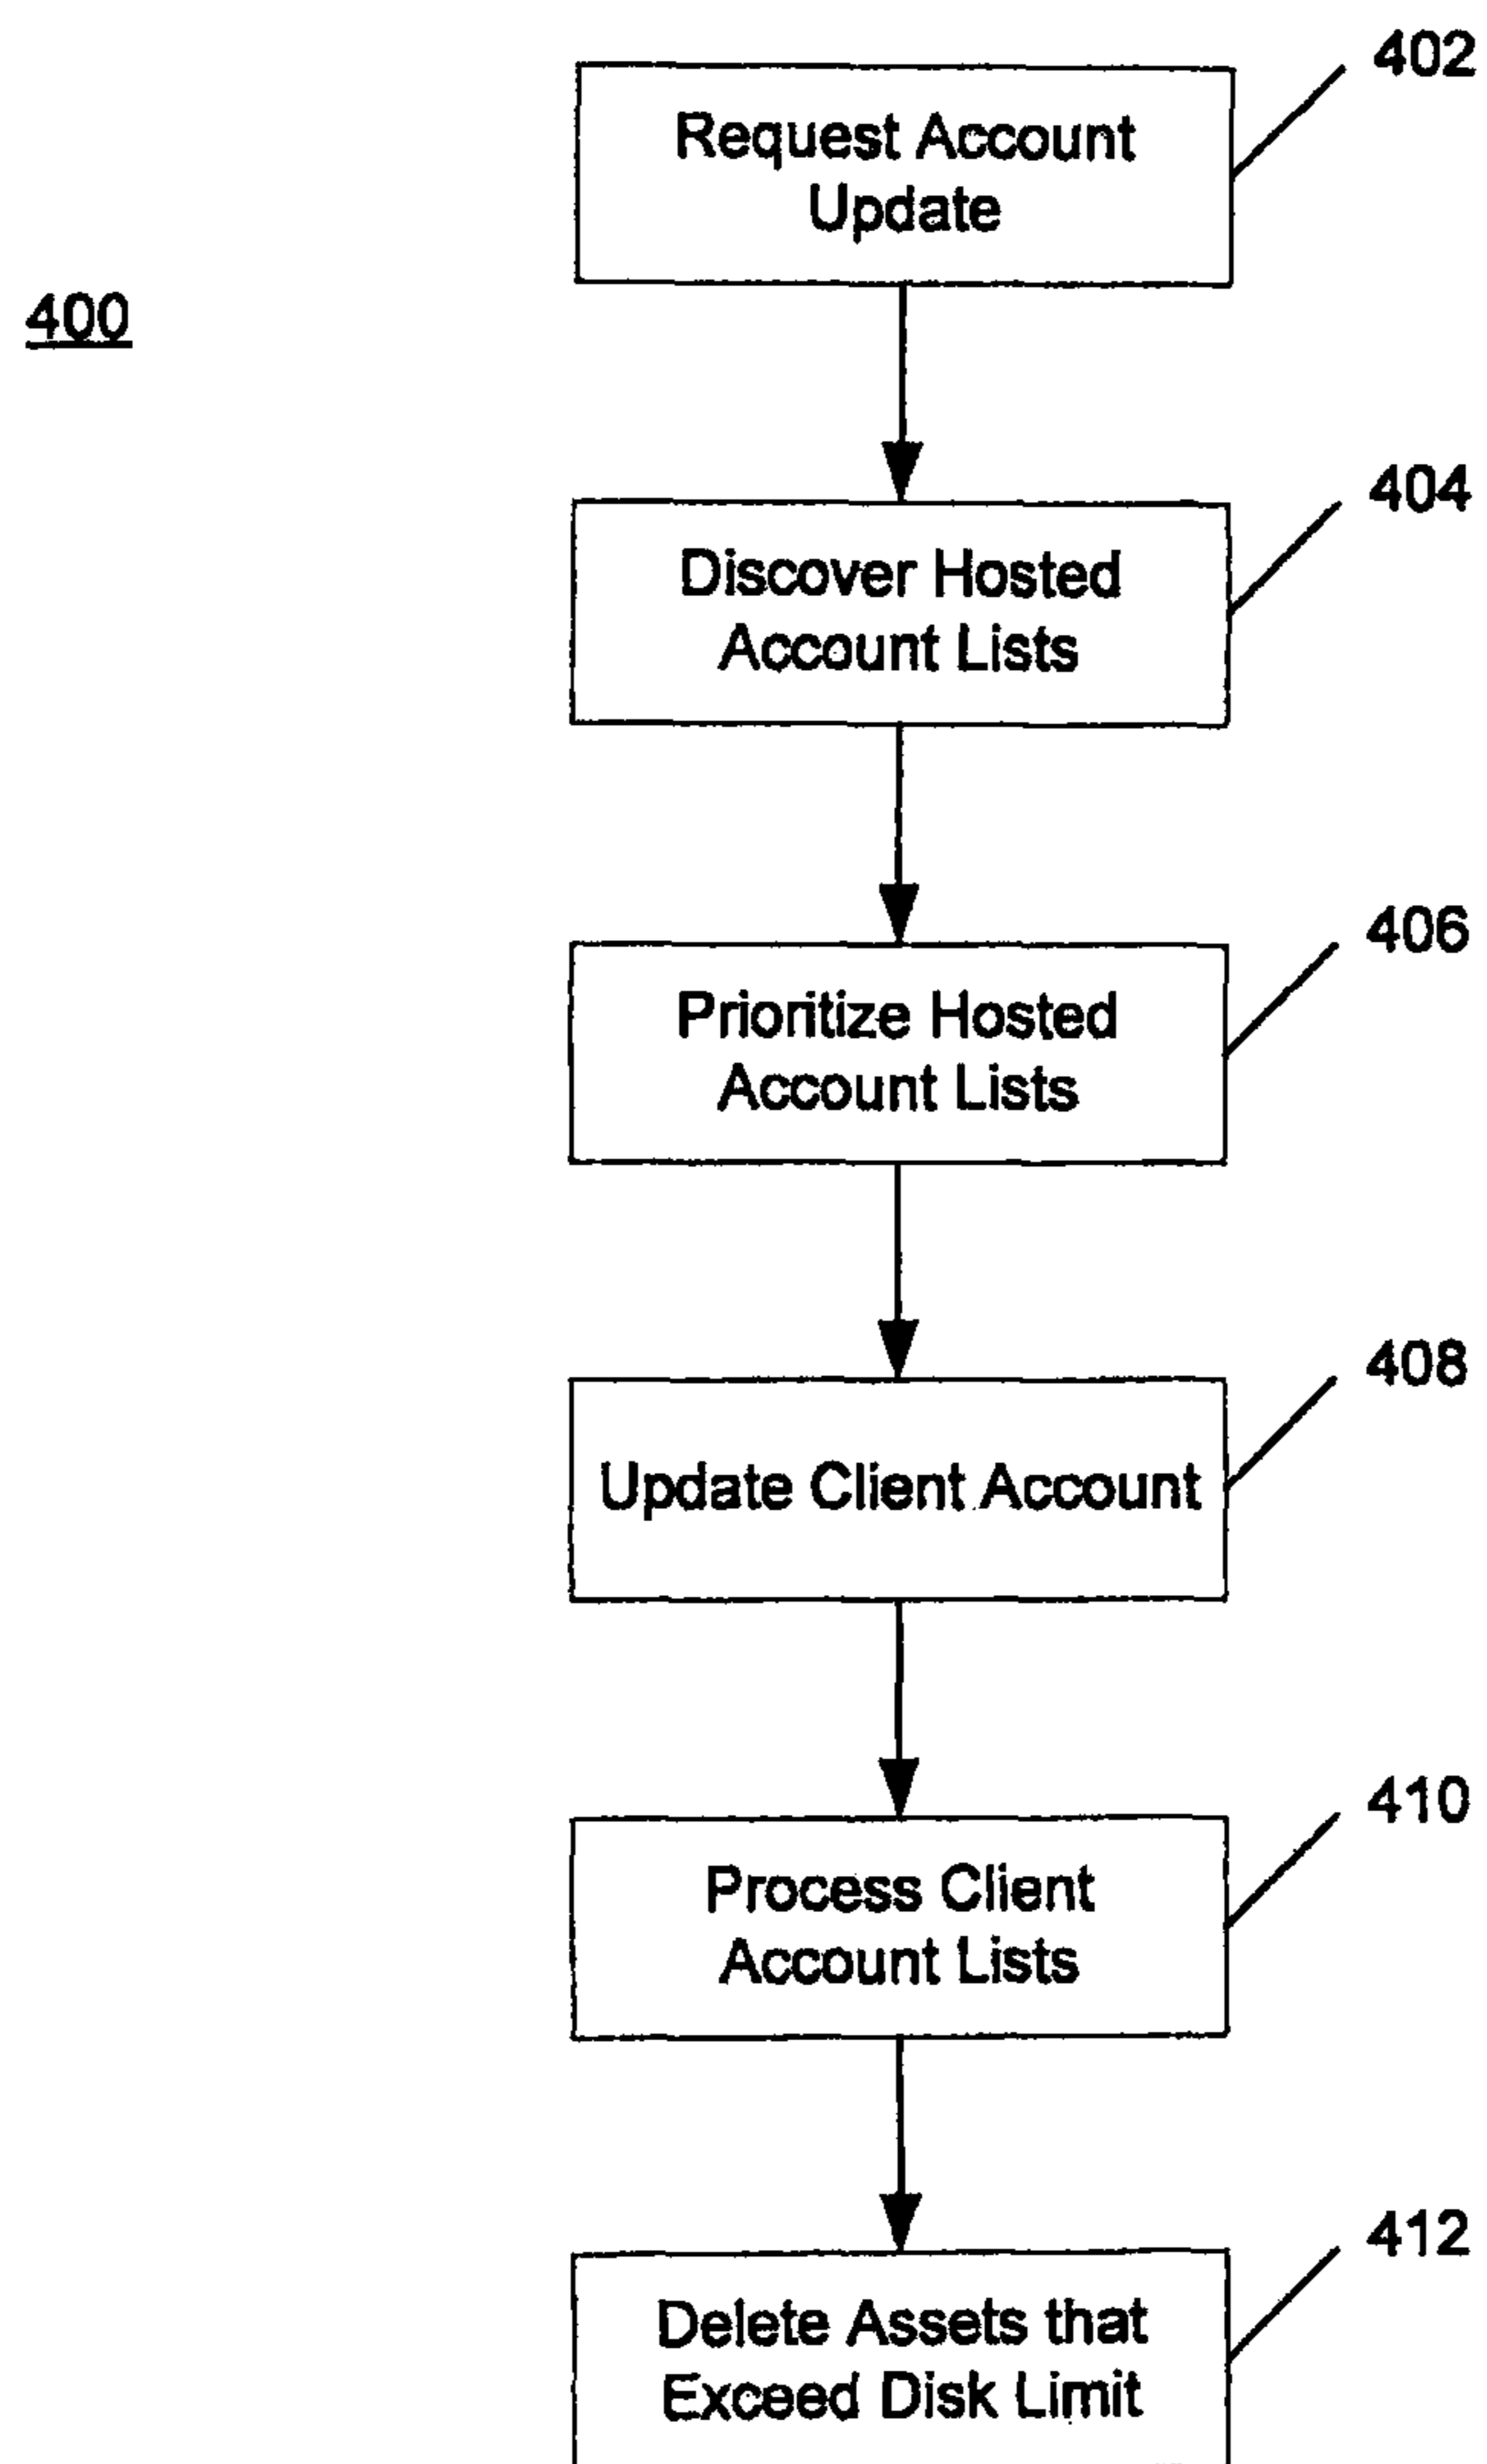 402
Request Account
Update
400
404
Discover Hosted
Account Lists
406
Prioritize Hosted
Account Lists
408
Update Client Account
410
Process Client
Account Lists
412
Delete Assets that
Exceed Disk Limit